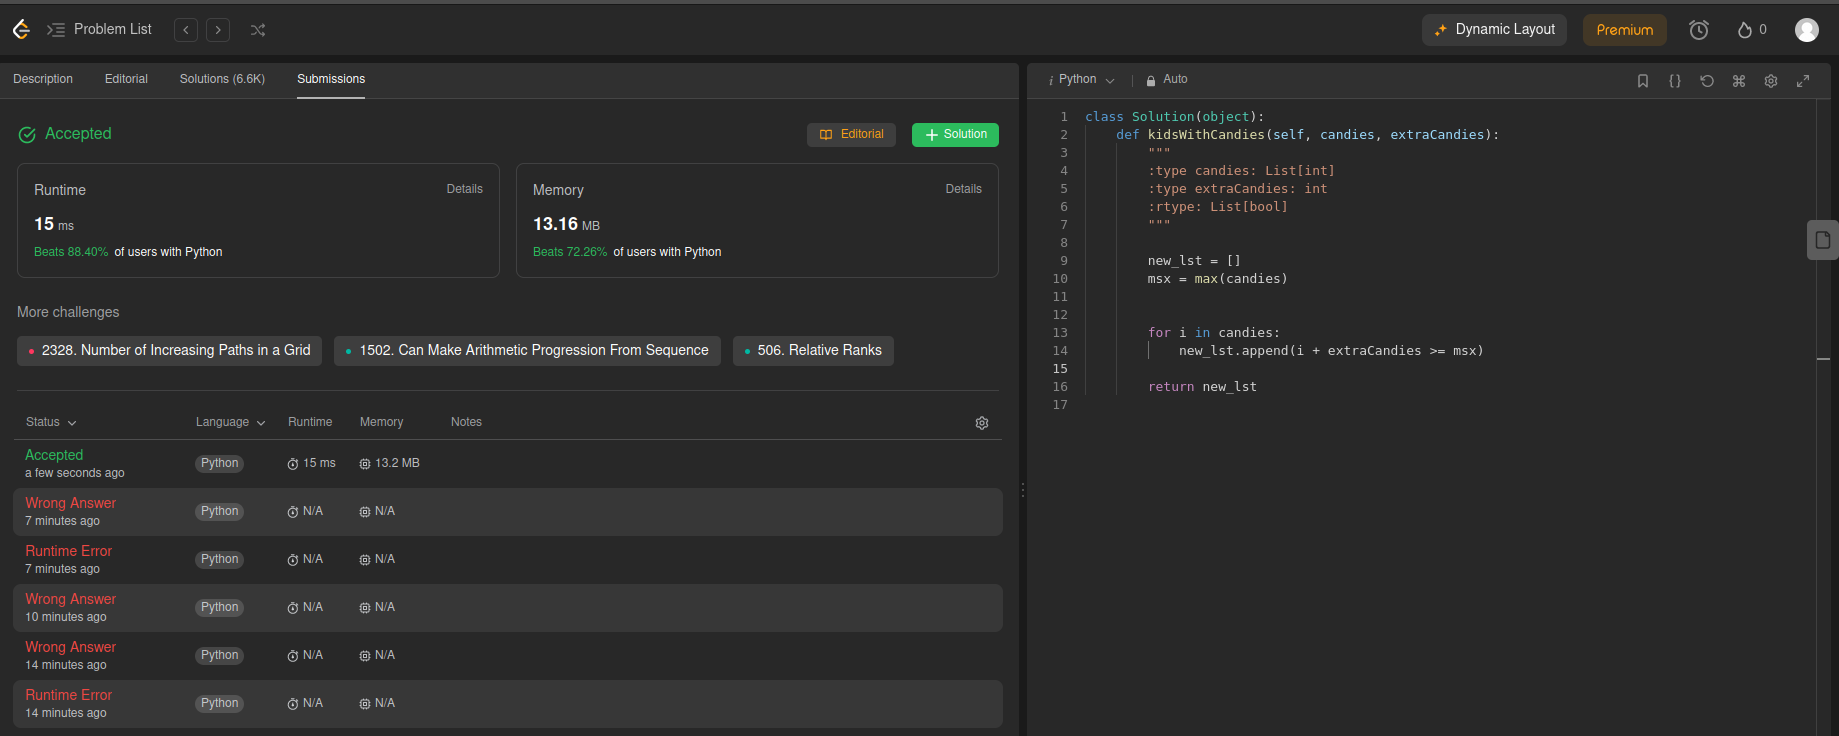 Problem List
Dynamic Layout
Premium
0
Description Editorial Solutions (6.6K) Submissions
Accepted
Editorial
Solution
Runtime Details
15 ms
Beats 88.40% of users with Python
Memory Details
13.16 MB
Beats 72.26% of users with Python
More challenges
2328. Number of Increasing Paths in a Grid
1502. Can Make Arithmetic Progression From Sequence
506. Relative Ranks
Status Language Runtime Memory Notes
Accepted
a few seconds ago
Python 15 ms 13.2 MB
Wrong Answer
7 minutes ago
Python N/A N/A
Runtime Error
7 minutes ago
Python N/A N/A
Wrong Answer
10 minutes ago
Python N/A N/A
Wrong Answer
14 minutes ago
Python N/A N/A
Runtime Error
14 minutes ago
Python N/A N/A
i Python Auto
{}
1 class Solution(object):
2 def kidsWithCandies(self, candies, extraCandies):
3 """
4 :type candies: List[int]
5 :type extraCandies: int
6 :rtype: List[bool]
7 """
8
9 new_lst = []
10 msx = max(candies)
11
12
13 for i in candies:
14 new_lst.append(i + extraCandies >= msx)
15
16 return new_lst
17